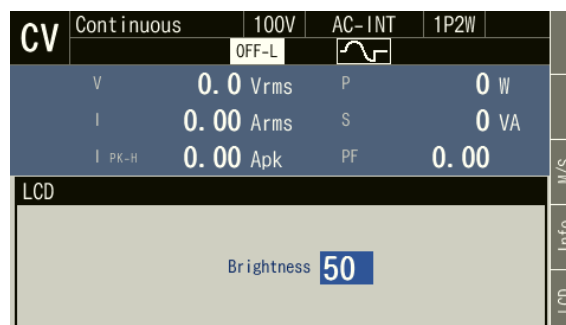 CV Continuous 100V AC-INT 1P2W
OFF-L
V 0.0 Vrms P 0 W
I 0.00 Arms S 0 VA
I PK-H 0.00 Apk PF 0.00
LCD
Brightness 50
M/S
Info
LCD